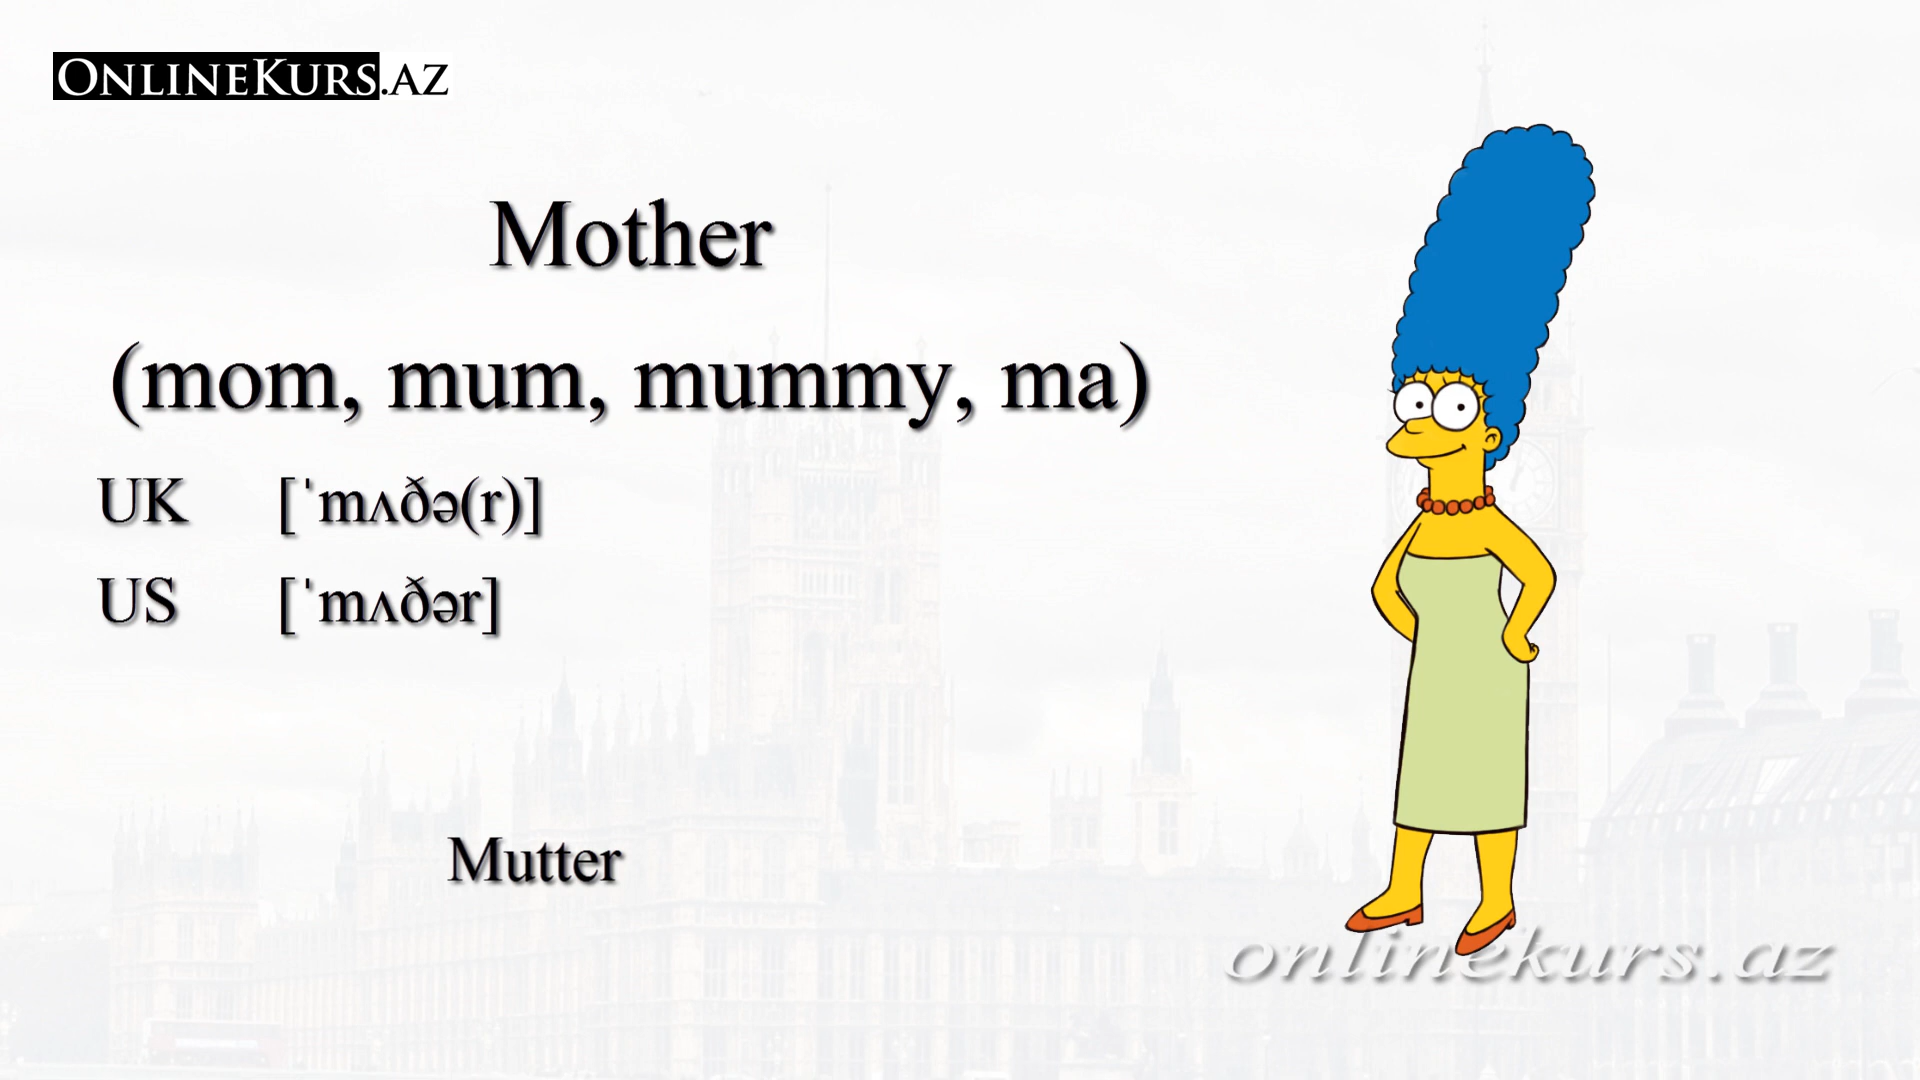 ONLINEKURS.AZ
Mother
(mom, mum, mummy, ma)
UK [ˈmʌðə(r)]
US [ˈmʌðər]
Mutter
onlinekurs.az